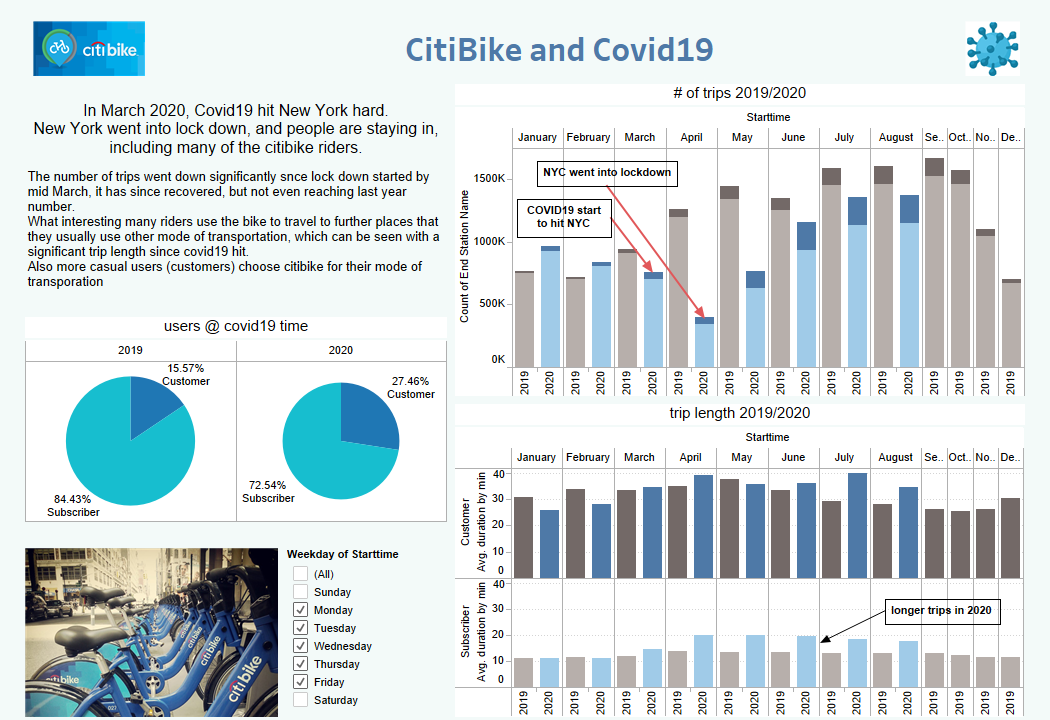 citibike
CitiBike and Covid19
In March 2020, Covid19 hit New York hard.
New York went into lock down, and people are staying in,
including many of the citibike riders.
The number of trips went down significantly snce lock down started by
mid March, it has since recovered, but not even reaching last year
number.
What interesting many riders use the bike to travel to further places that
they usually use other mode of transportation, which can be seen with a
significant trip length since covid19 hit.
Also more casual users (customers) choose citibike for their mode of
transporation
users @ covid19 time
2019 2020
15.57%
Customer
84.43%
Subscriber
27.46%
Customer
72.54%
Subscriber
citibike
citibike
citibike
citibike
Weekday of Starttime
(All)
Sunday
Monday
Tuesday
Wednesday
Thursday
Friday
Saturday
# of trips 2019/2020
Starttime
January February March April May June July August Se.. Oct.. No.. De..
Count of End Station Name
1500K
1000K
500K
0K
NYC went into lockdown
COVID19 start
to hit NYC
2019 2020 2019 2020 2019 2020 2019 2020 2019 2020 2019 2020 2019 2020 2019 2020 2019 2019 2019 2019
trip length 2019/2020
Starttime
January February March April May June July August Se.. Oct.. No.. De..
Customer
Avg. duration by min
40
30
20
10
0
Subscriber
Avg. duration by min
40
30
20
10
0
longer trips in 2020
2019 2020 2019 2020 2019 2020 2019 2020 2019 2020 2019 2020 2019 2020 2019 2020 2019 2019 2019 2019